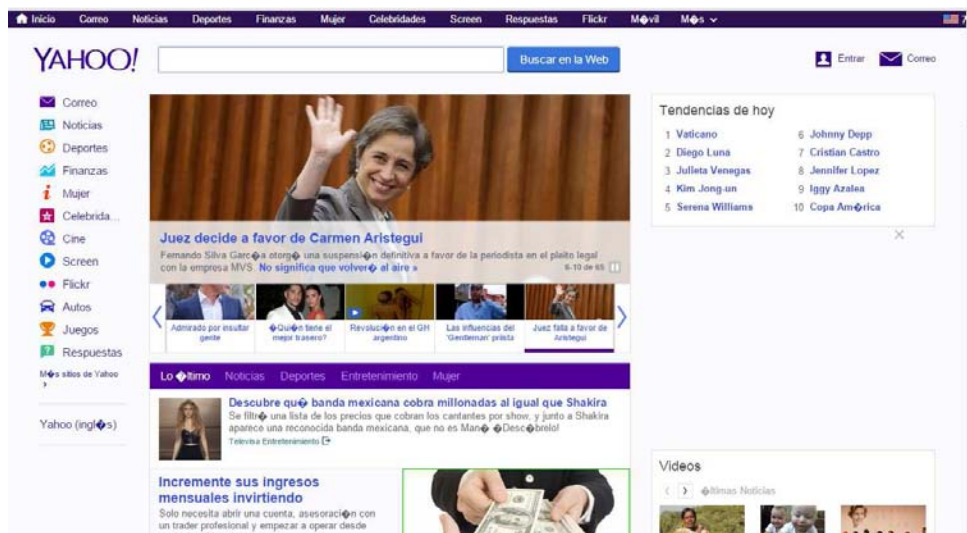 Inicio Correo Noticias Deportes Finanzas Mujer Celebridades Screen Respuestas Flickr M�vil M�s
YAHOO!
Buscar en la Web
Entrar Correo
Correo
Noticias
Deportes
Finanzas
Mujer
Celebrida...
Cine
Screen
Flickr
Autos
Juegos
Respuestas
M�s sitios de Yahoo
Yahoo (ingl�s)
Juez decide a favor de Carmen Aristegui
Fernando Silva Garc�a otorg� una suspensi�n definitiva a favor de la periodista en el pleito legal
con la empresa MVS. No significa que volver� al aire »
6-10 de 65
Admirado por insultar
gente
�Qui�n tiene el
mejor trasero?
Revoluci�n en el GH
argentino
Las influencias del
'Gentleman' priista
Juez falla a favor de
Aristegui
Lo �ltimo Noticias Deportes Entretenimiento Mujer
Descubre qu� banda mexicana cobra millonadas al igual que Shakira
Se filtr� una lista de los precios que cobran los cantantes por show, y junto a Shakira
aparece una reconocida banda mexicana, que no es Man� �Desc�brelo!
Televisa Entretenimiento
Incremente sus ingresos
mensuales invirtiendo
Solo necesita abrir una cuenta, asesoraci�n con
un trader profesional y empezar a operar desde
Tendencias de hoy
1 Vaticano
2 Diego Luna
3 Julieta Venegas
4 Kim Jong-un
5 Serena Williams
6 Johnny Depp
7 Cristian Castro
8 Jennifer Lopez
9 Iggy Azalea
10 Copa Am�rica
Videos
�ltimas Noticias